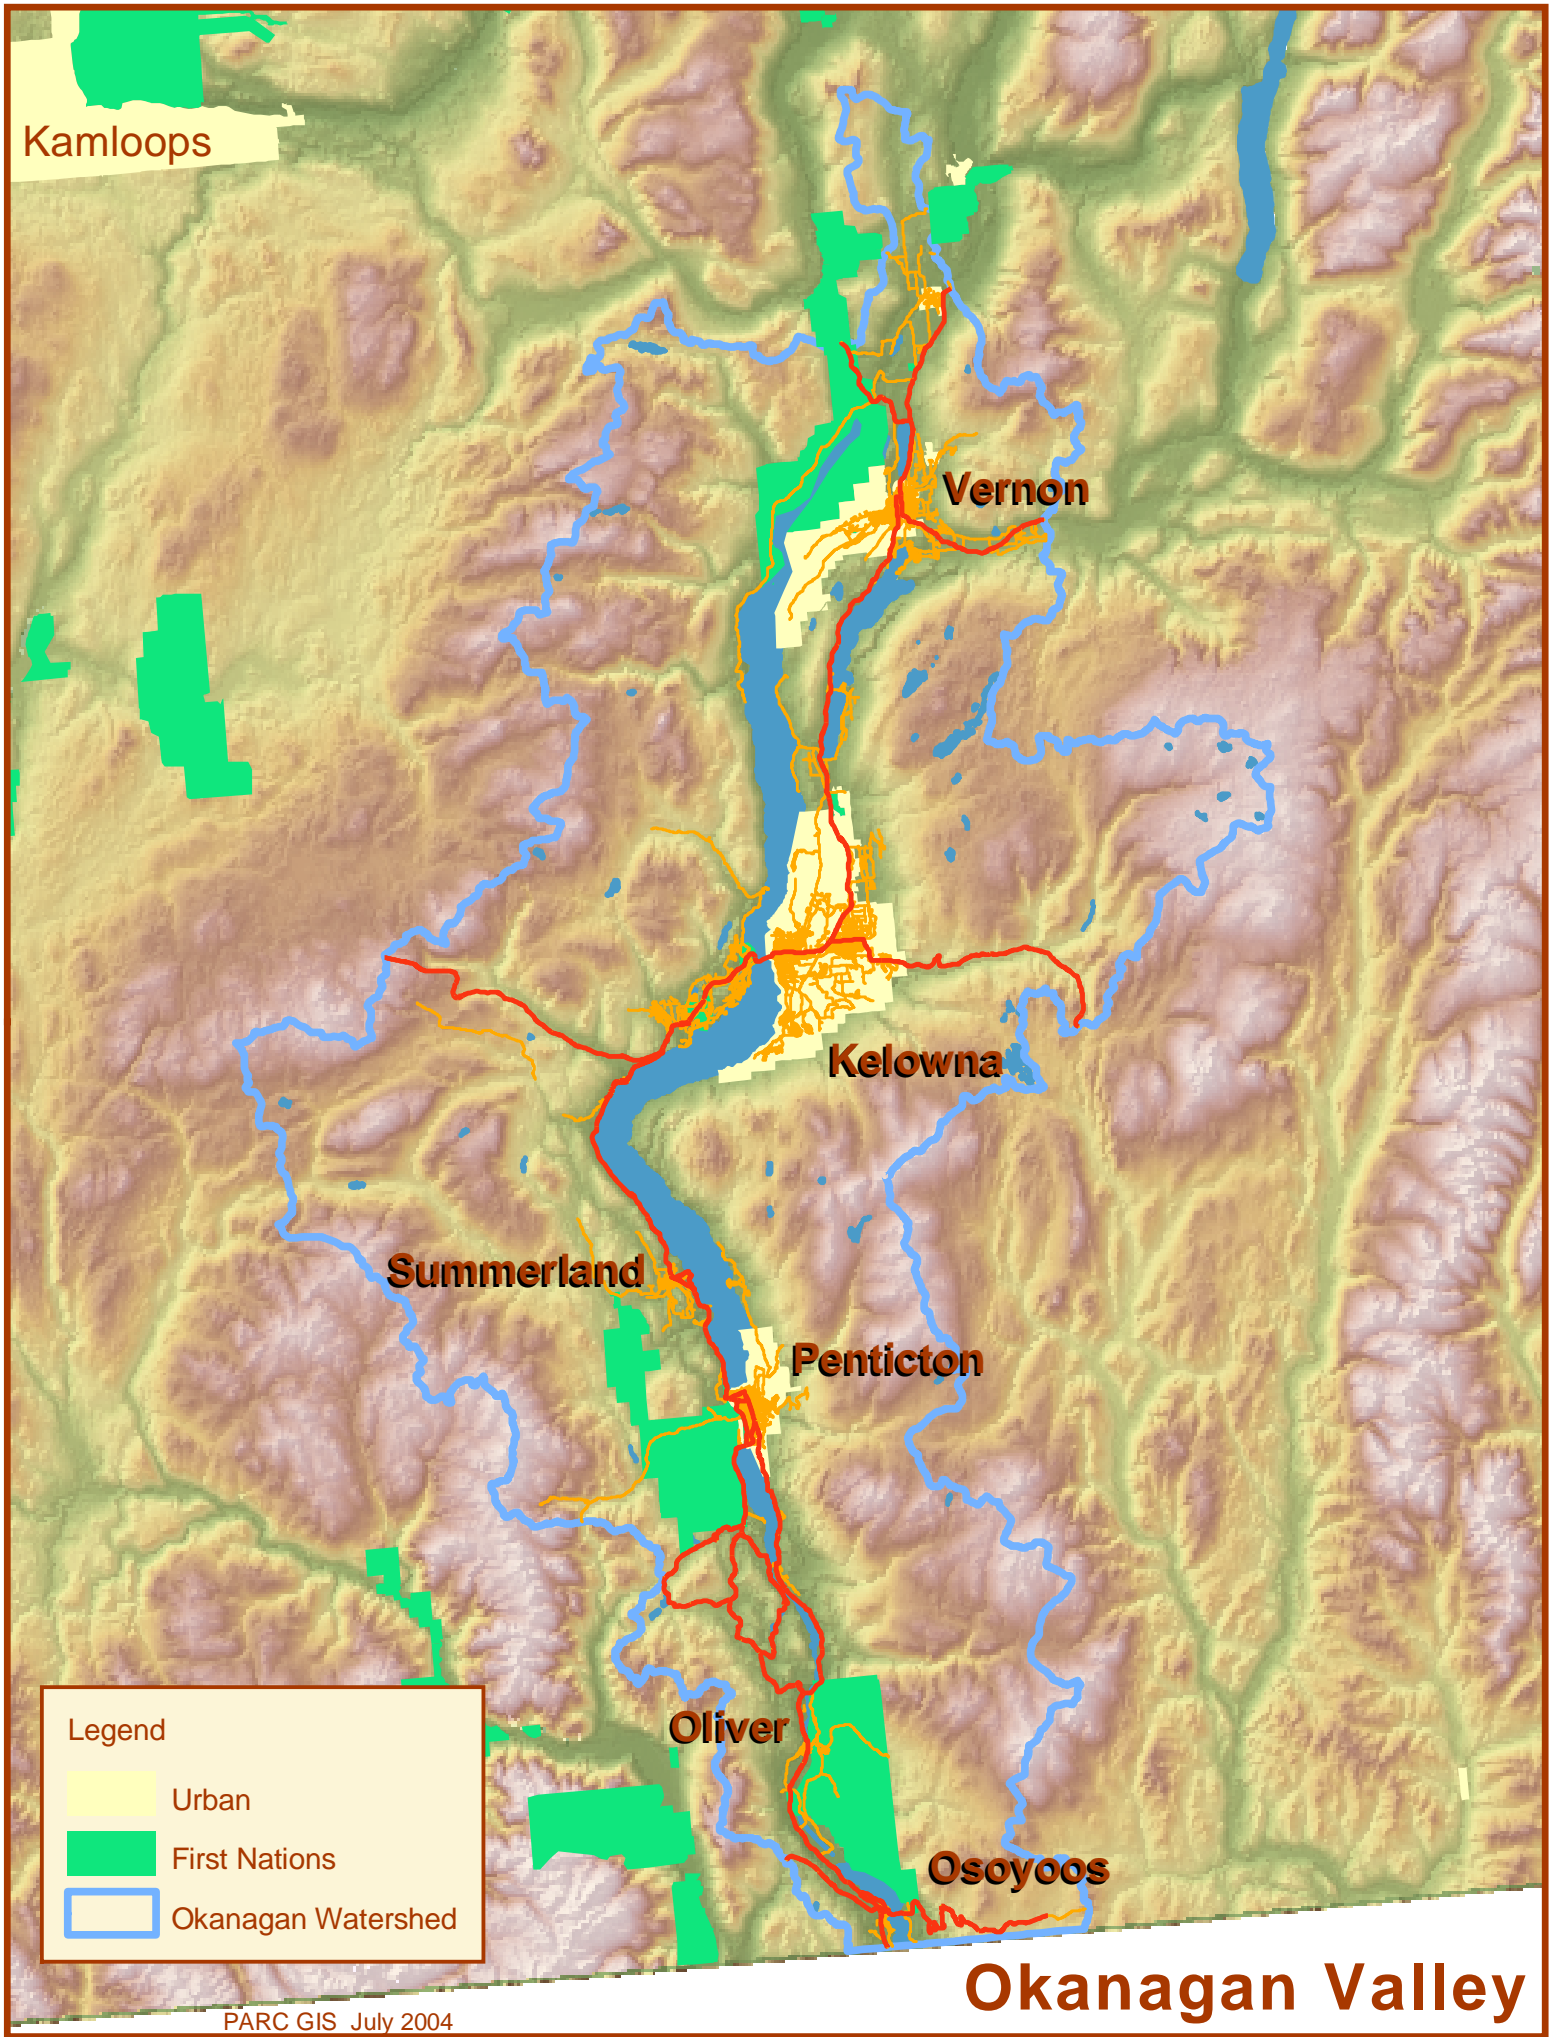 Kamloops
Vernon
Kelowna
Summerland
Penticton
Oliver
Osoyoos
Legend
Urban
First Nations
Okanagan Watershed
Okanagan Valley
PARC GIS July 2004